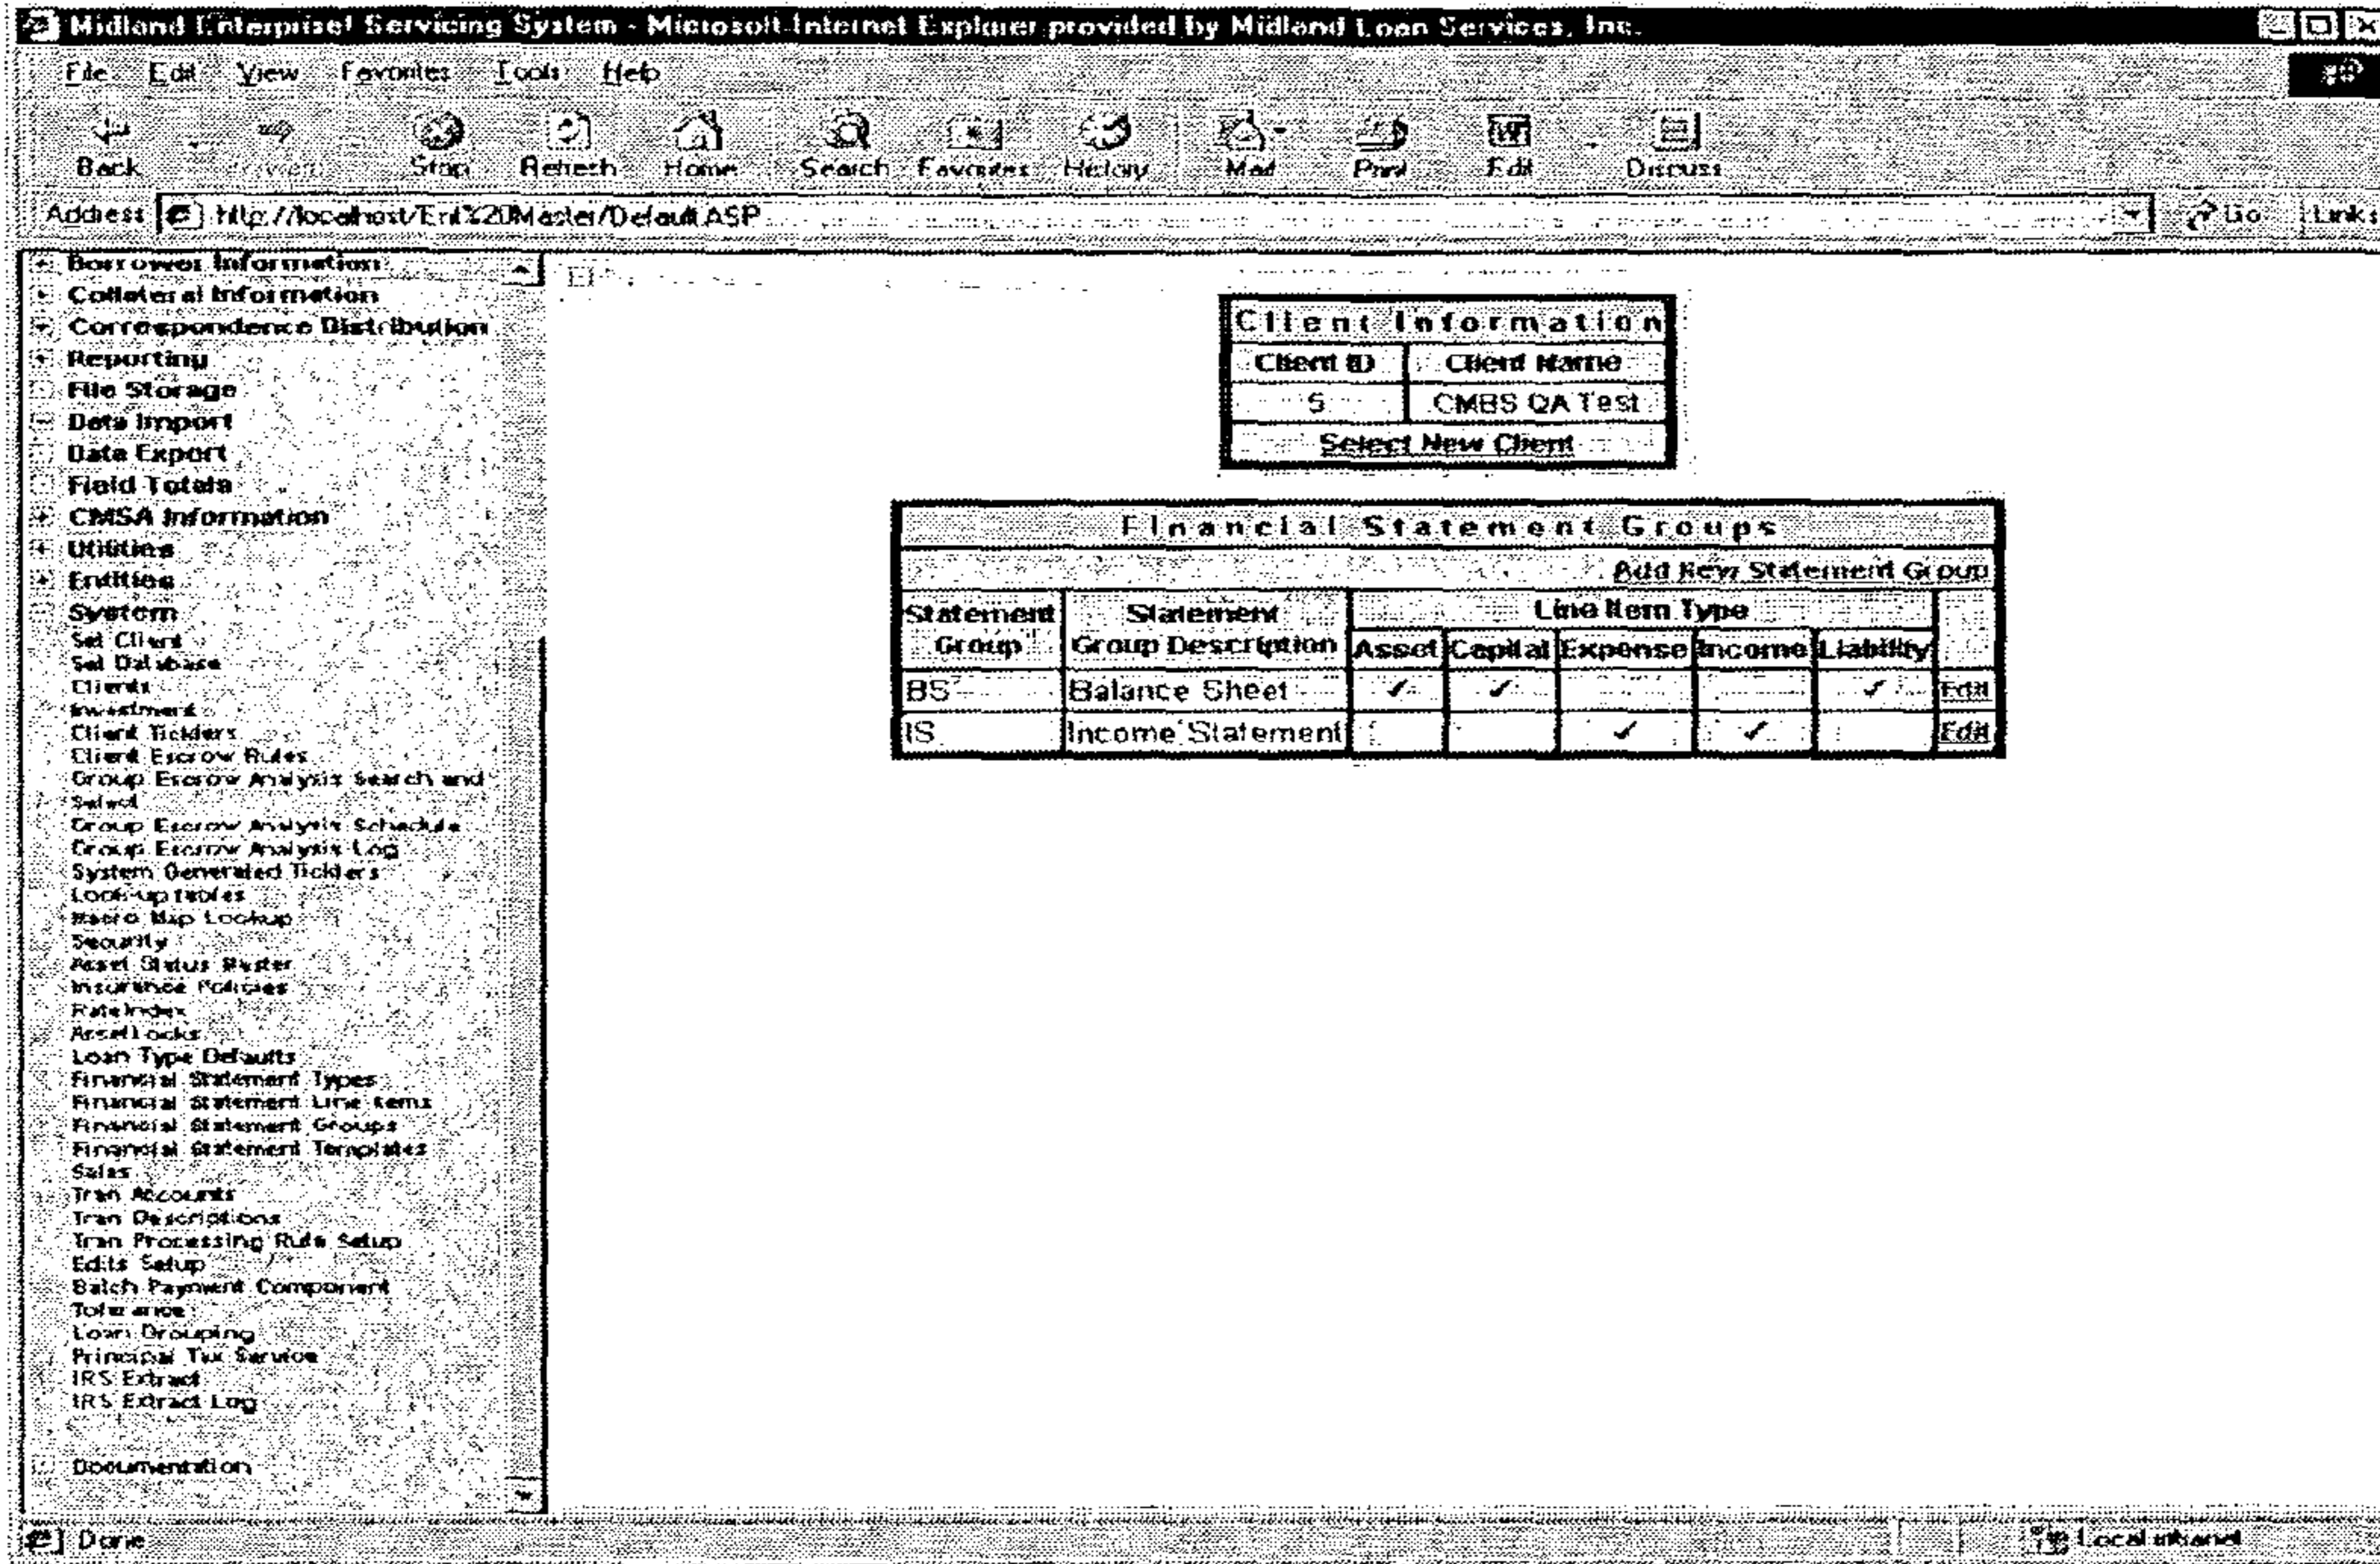 Midland Enterprise! Servicing System - Microsoft Internet Explorer provided by Midland Loan Services, Inc.
File Edit View Favorites Tools Help
Back Forward Stop Refresh Home Search Favorites History Mail Print Edit Discuss
Address http://localhost/Ent%20Master/Default.ASP Go Links
Borrower Information
Collateral Information
Correspondence Distribution
Reporting
File Storage
Data Import
Data Export
Field Totals
CMSA Information
Utilities
Entities
System
Set Client
Set Database
Clients
Investment
Client Ticklers
Client Escrow Rules
Group Escrow Analysis Search and
Select
Group Escrow Analysis Schedule
Group Escrow Analysis Log
System Generated Ticklers
Look-up tables
Macro Map Lookup
Security
Asset Status Master
Insurance Policies
RateIndex
AssetLocks
Loan Type Defaults
Financial Statement Types
Financial Statement Line Items
Financial Statement Groups
Financial Statement Templates
Sales
Tran Accounts
Tran Descriptions
Tran Processing Rule Setup
Edits Setup
Batch Payment Component
Tolerance
Loan Grouping
Principal Tax Service
IRS Extract
IRS Extract Log
Documentation
Client Information
Client ID Client Name
5 CMBS QA Test
Select New Client
Financial Statement Groups
Add New Statement Group
Statement Group Statement Group Description Line Item Type
Asset Capital Expense Income Liability
BS Balance Sheet ✓ ✓ ✓ Edit
IS Income Statement ✓ ✓ Edit
Done Local intranet